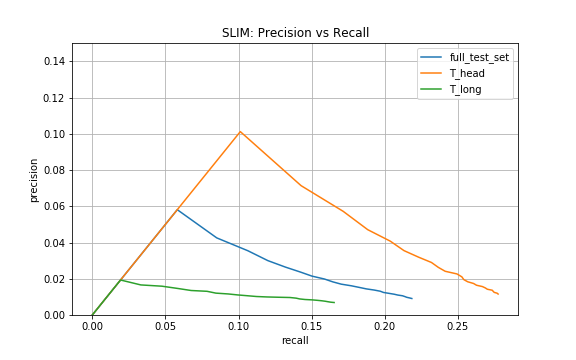 SLIM: Precision vs Recall
full_test_set
T_head
T_long
precision
0.14
0.12
0.10
0.08
0.06
0.04
0.02
0.00
0.00 0.05 0.10 0.15 0.20 0.25
recall